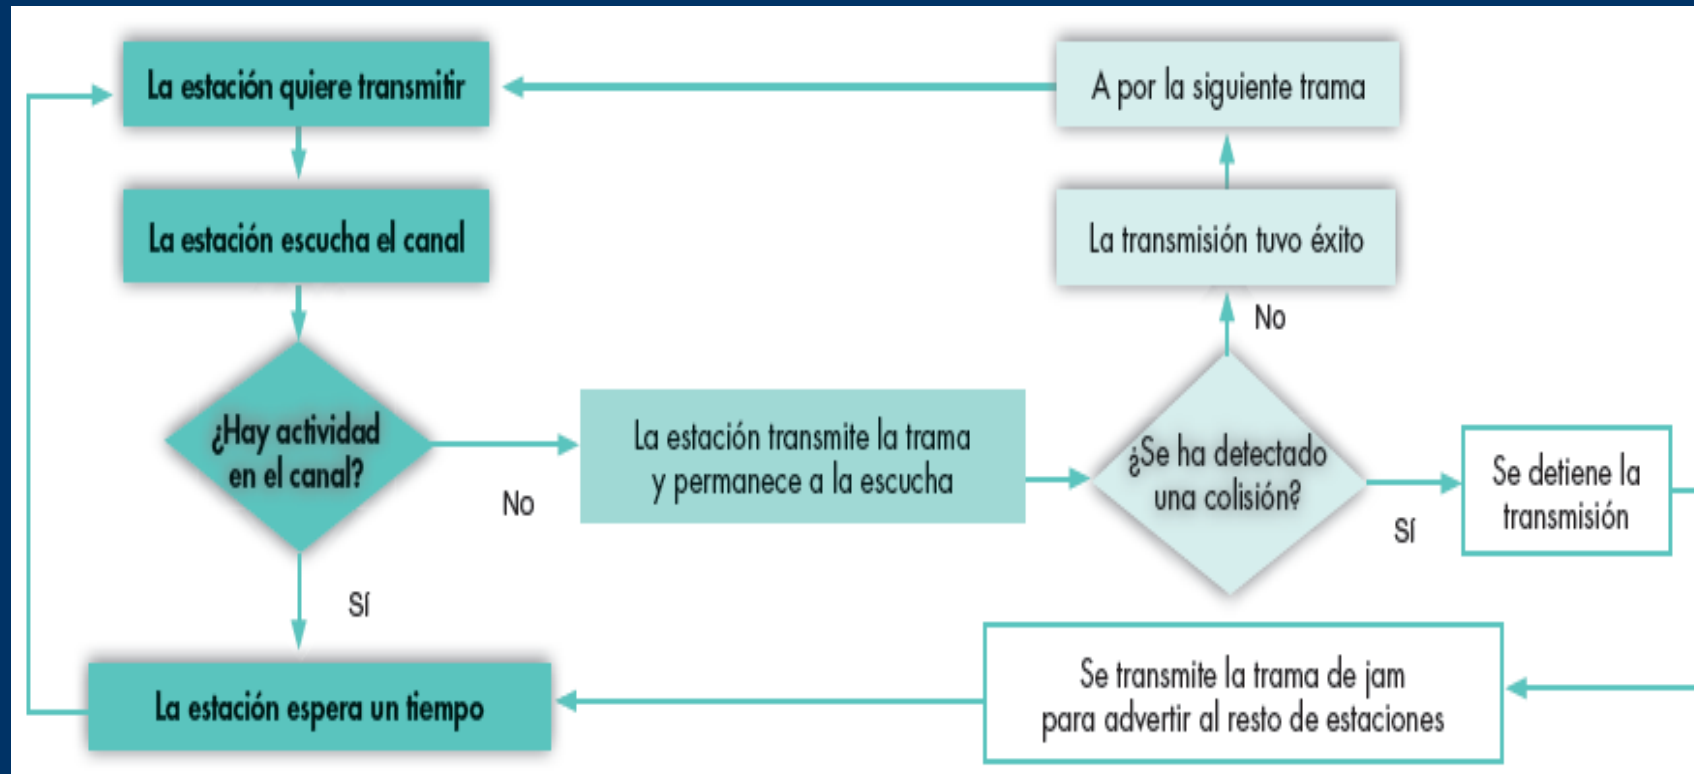 La estación quiere transmitir
La estación escucha el canal
¿Hay actividad
en el canal?
No
Sí
La estación espera un tiempo
La estación transmite la trama
y permanece a la escucha
¿Se ha detectado
una colisión?
No
La transmisión tuvo éxito
A por la siguiente trama
Sí
Se detiene la
transmisión
Se transmite la trama de jam
para advertir al resto de estaciones